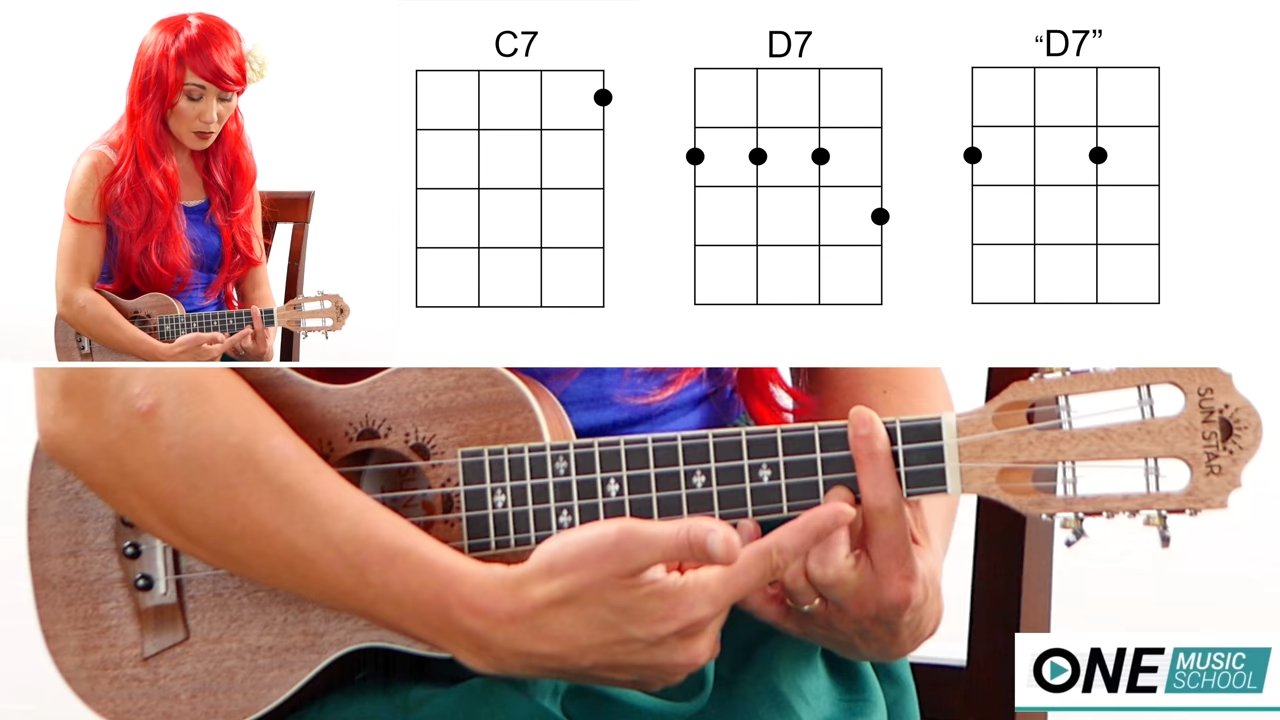 C7
D7
“D7”
SUN STAR
ONE MUSIC
SCHOOL